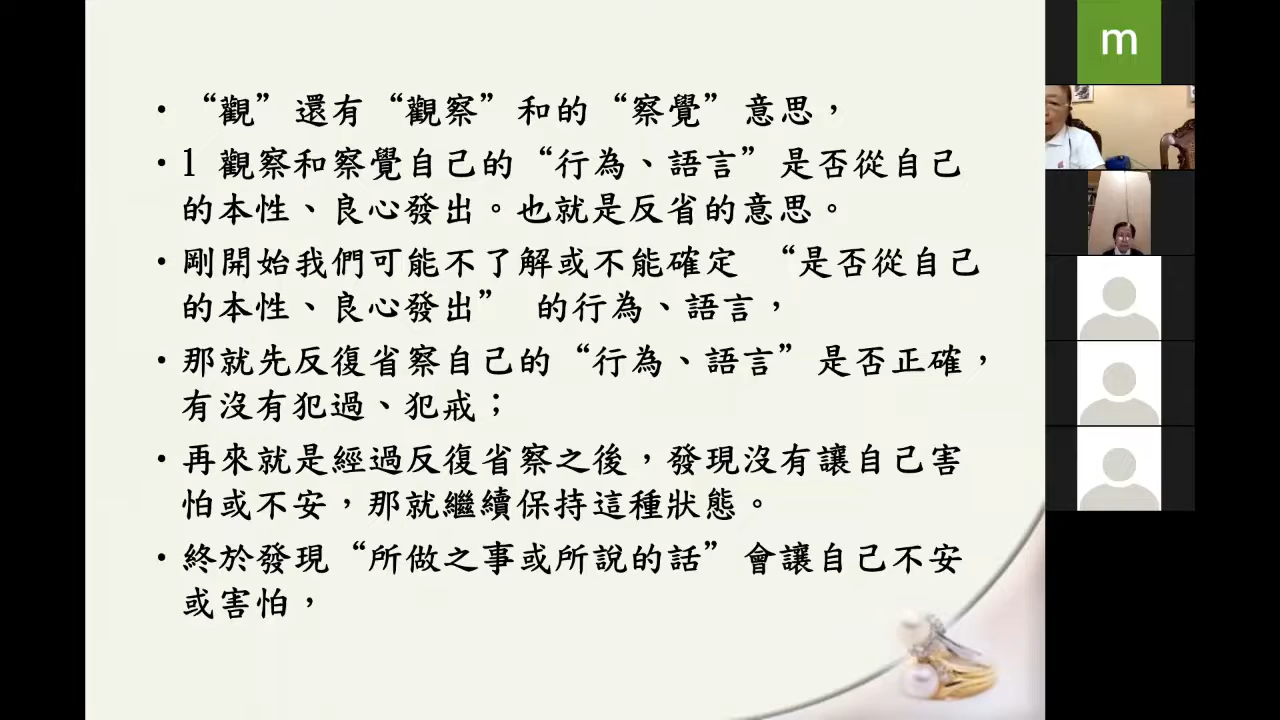 • “觀”還有“觀察”和的“察覺”意思，
• 1 觀察和察覺自己的“行為、語言”是否從自己
的本性、良心發出。也就是反省的意思。
• 剛開始我們可能不了解或不能確定 “是否從自己
的本性、良心發出” 的行為、語言，
• 那就先反復省察自己的“行為、語言”是否正確，
有沒有犯過、犯戒；
• 再來就是經過反復省察之後，發現沒有讓自己害
怕或不安，那就繼續保持這種狀態。
• 終於發現“所做之事或所說的話”會讓自己不安
或害怕，
m